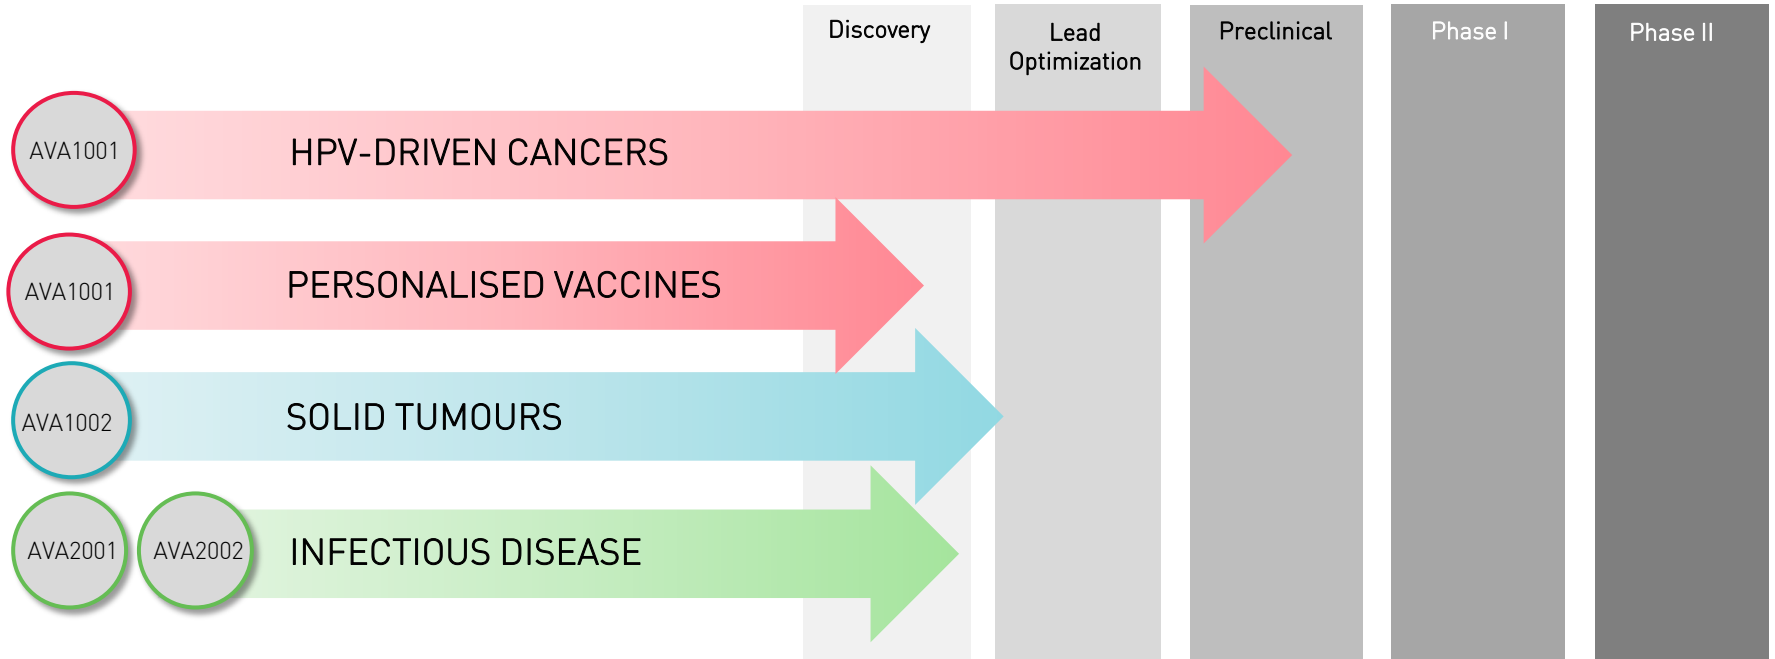 Discovery
Lead
Optimization
Preclinical
Phase I
Phase II
AVA1001
HPV-DRIVEN CANCERS
AVA1001
PERSONALISED VACCINES
AVA1002
SOLID TUMOURS
AVA2001
AVA2002
INFECTIOUS DISEASE